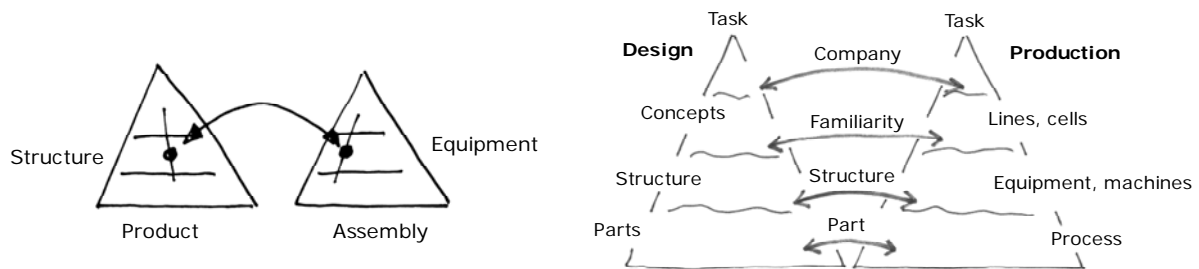 Structure
Equipment
Product
Assembly
Task
Task
Design
Company
Production
Concepts
Familiarity
Lines, cells
Structure
Structure
Equipment, machines
Parts
Part
Process